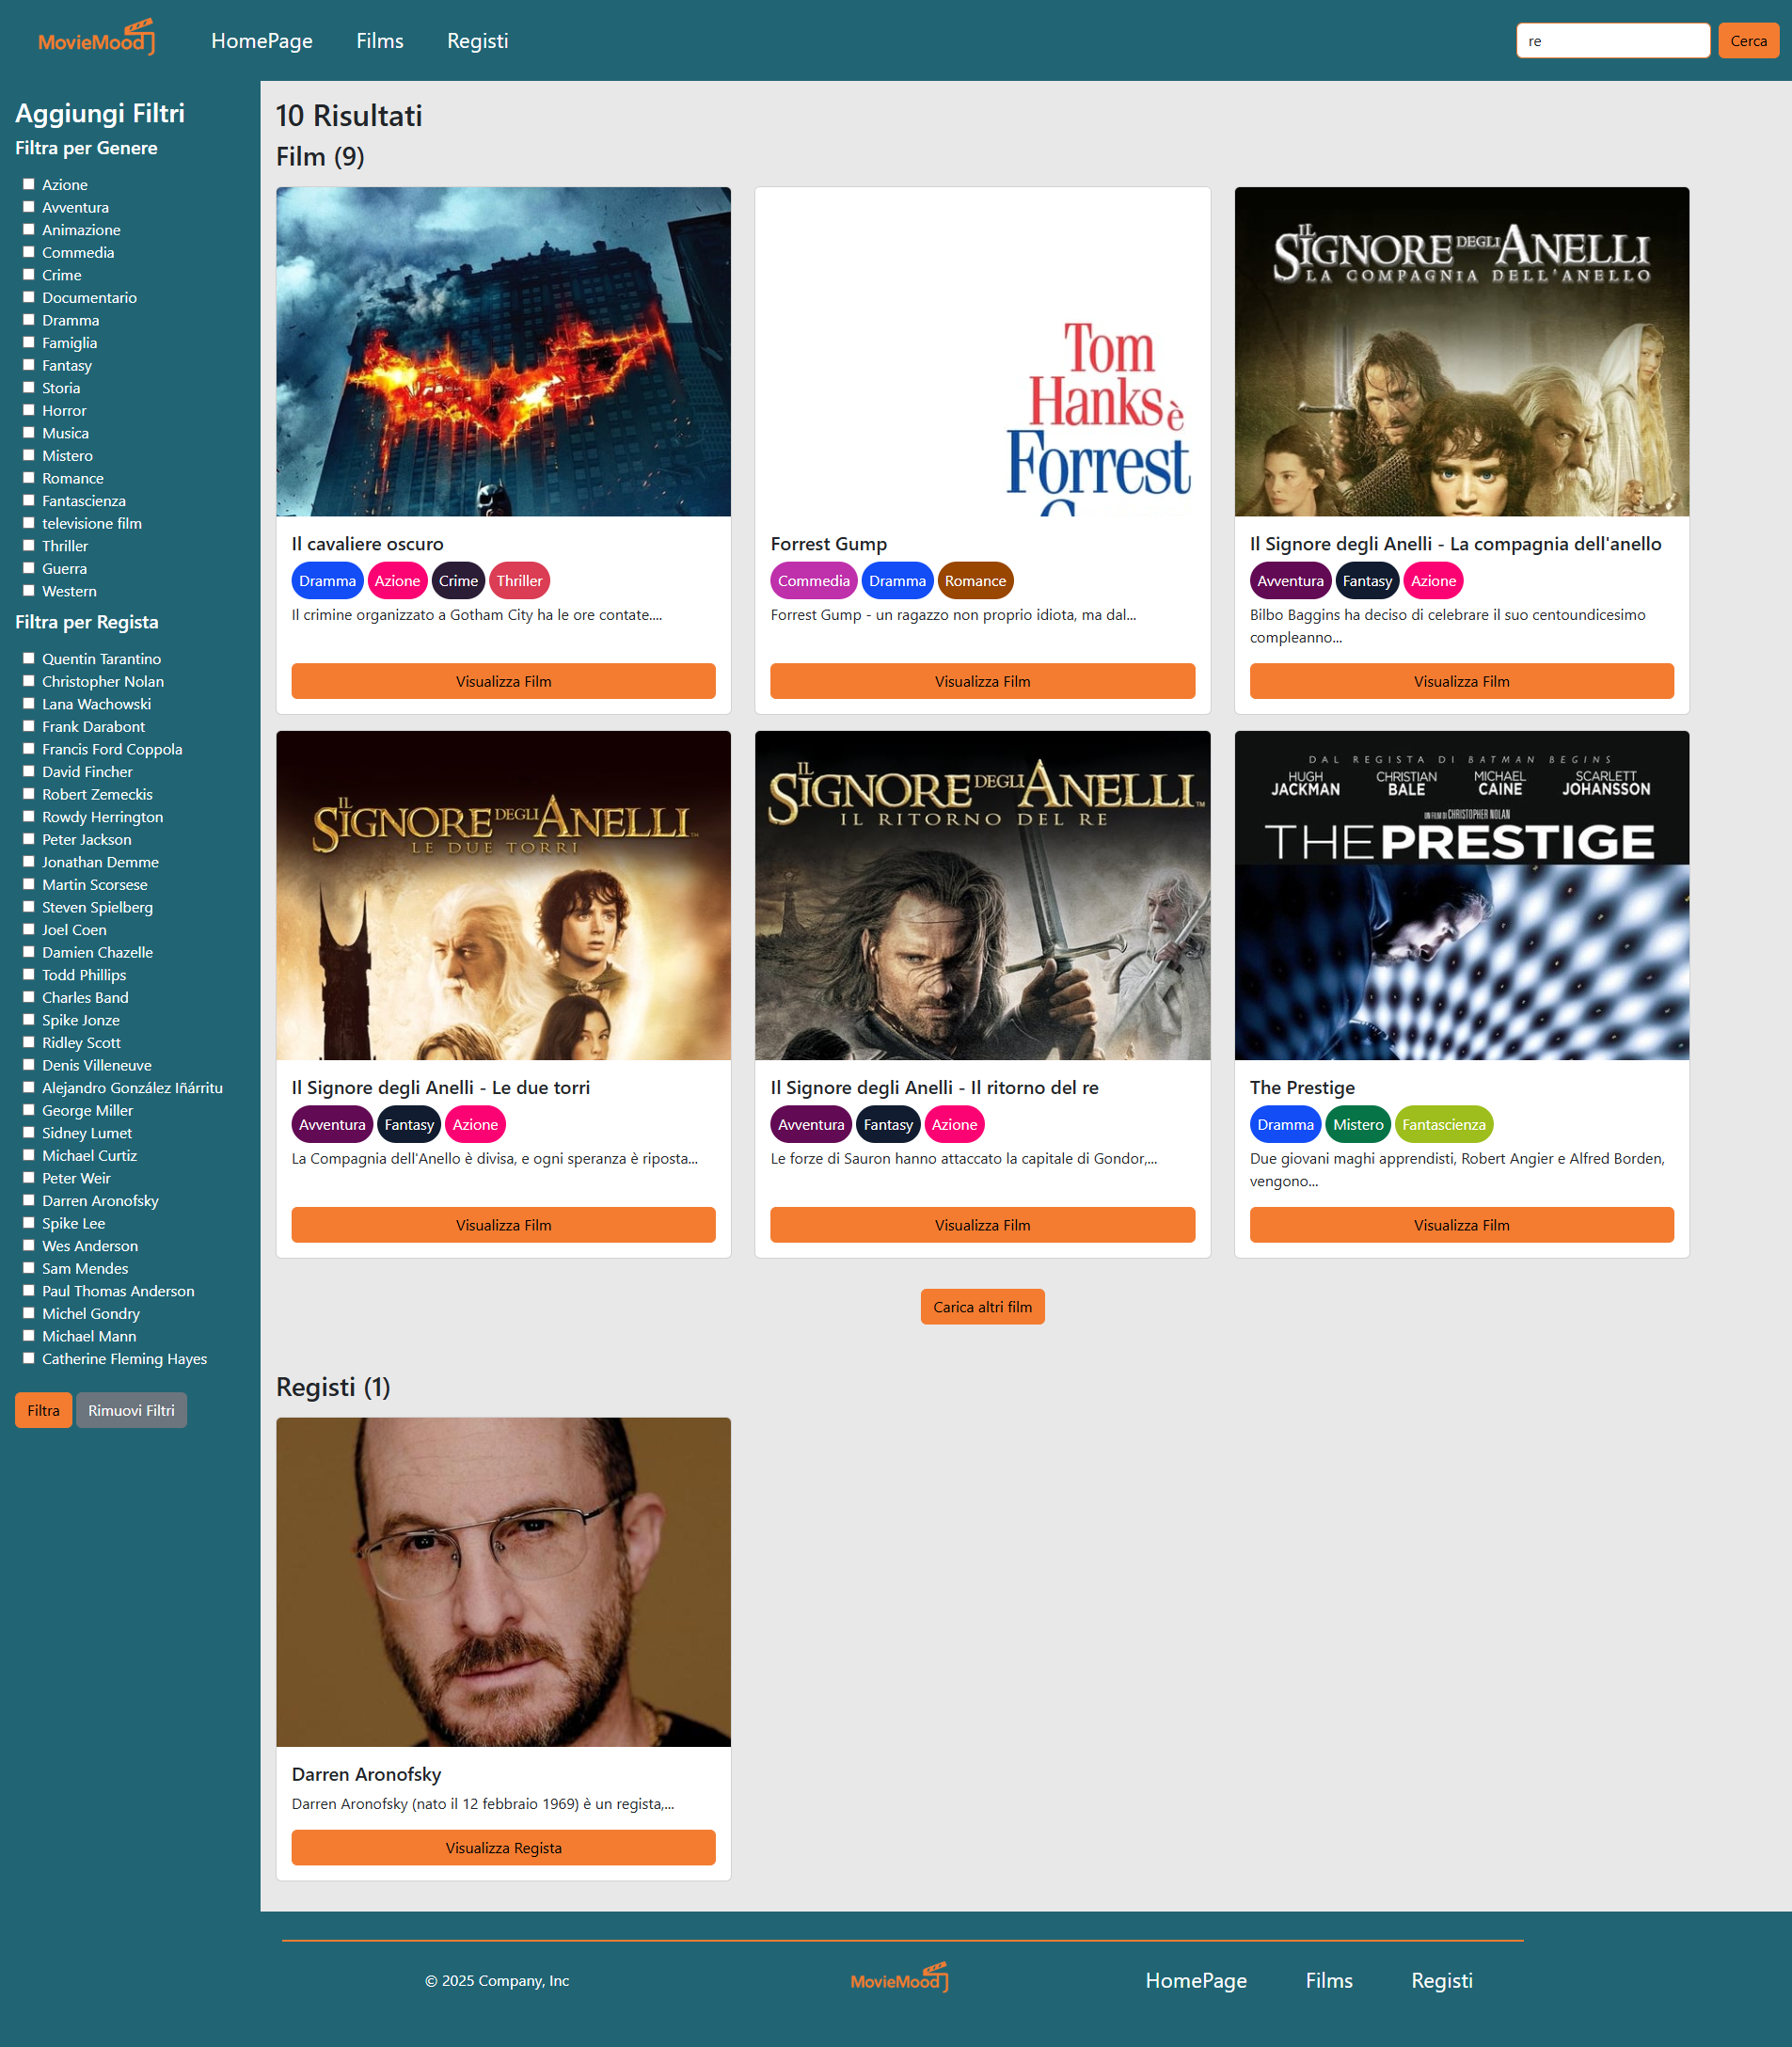 MovieMood
HomePage
Films
Registi
re
Cerca
Aggiungi Filtri
Filtra per Genere
Azione
Avventura
Animazione
Commedia
Crime
Documentario
Dramma
Famiglia
Fantasy
Storia
Horror
Musica
Mistero
Romance
Fantascienza
televisione film
Thriller
Guerra
Western
Filtra per Regista
Quentin Tarantino
Christopher Nolan
Lana Wachowski
Frank Darabont
Francis Ford Coppola
David Fincher
Robert Zemeckis
Rowdy Herrington
Peter Jackson
Jonathan Demme
Martin Scorsese
Steven Spielberg
Joel Coen
Damien Chazelle
Todd Phillips
Charles Band
Spike Jonze
Ridley Scott
Denis Villeneuve
Alejandro González Iñárritu
George Miller
Sidney Lumet
Michael Curtiz
Peter Weir
Darren Aronofsky
Spike Lee
Wes Anderson
Sam Mendes
Paul Thomas Anderson
Michel Gondry
Michael Mann
Catherine Fleming Hayes
Filtra
Rimuovi Filtri
10 Risultati
Film (9)
Il cavaliere oscuro
Dramma Azione Crime Thriller
Il crimine organizzato a Gotham City ha le ore contate....
Visualizza Film
Tom
Hanks è
Forrest
Forrest Gump
Commedia Dramma Romance
Forrest Gump - un ragazzo non proprio idiota, ma dal...
Visualizza Film
IL SIGNORE DEGLI ANELLI
LA COMPAGNIA DELL'ANELLO
Il Signore degli Anelli - La compagnia dell'anello
Avventura Fantasy Azione
Bilbo Baggins ha deciso di celebrare il suo centoundicesimo
compleanno...
Visualizza Film
IL SIGNORE DEGLI ANELLI™
LE DUE TORRI
Il Signore degli Anelli - Le due torri
Avventura Fantasy Azione
La Compagnia dell'Anello è divisa, e ogni speranza è riposta...
Visualizza Film
IL SIGNORE DEGLI ANELLI™
IL RITORNO DEL RE
Il Signore degli Anelli - Il ritorno del re
Avventura Fantasy Azione
Le forze di Sauron hanno attaccato la capitale di Gondor,...
Visualizza Film
DAL REGISTA DI BATMAN BEGINS
HUGH JACKMAN CHRISTIAN BALE MICHAEL CAINE SCARLETT JOHANSSON
UN FILM DI CHRISTOPHER NOLAN
THE PRESTIGE
The Prestige
Dramma Mistero Fantascienza
Due giovani maghi apprendisti, Robert Angier e Alfred Borden,
vengono...
Visualizza Film
Carica altri film
Registi (1)
Darren Aronofsky
Darren Aronofsky (nato il 12 febbraio 1969) è un regista,...
Visualizza Regista
© 2025 Company, Inc
MovieMood
HomePage
Films
Registi